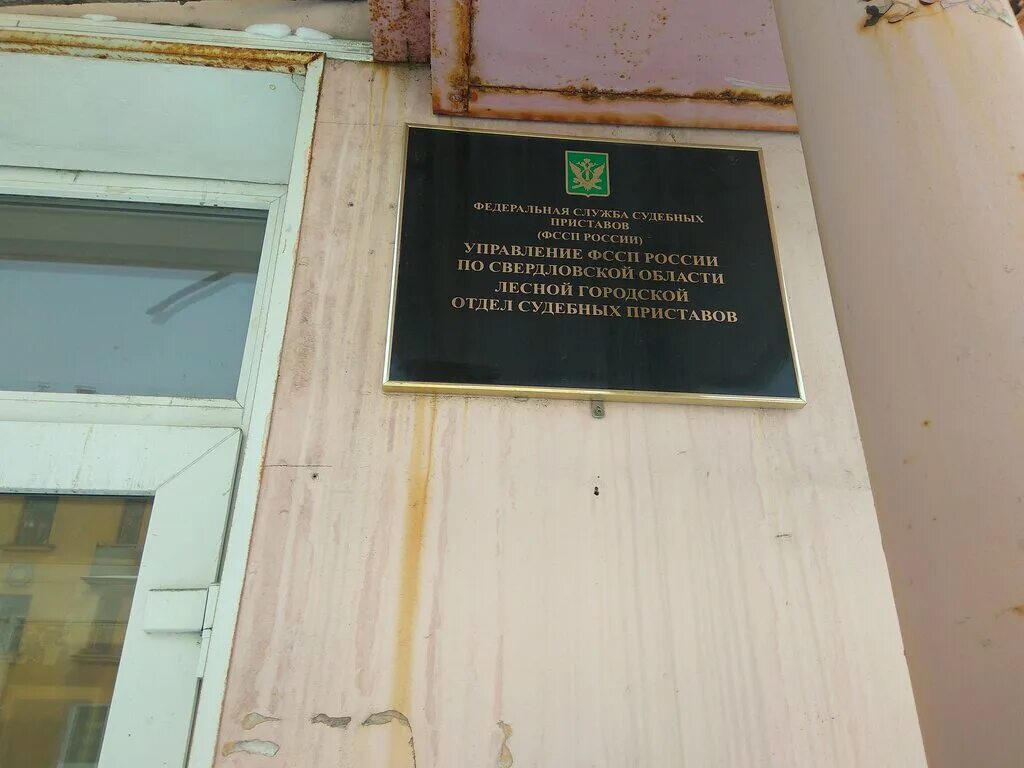 ФЕДЕРАЛЬНАЯ СЛУЖБА СУДЕБНЫХ
ПРИСТАВОВ
(ФССП РОССИИ)
УПРАВЛЕНИЕ ФССП РОССИИ
ПО СВЕРДЛОВСКОЙ ОБЛАСТИ
ЛЕСНОЙ ГОРОДСКОЙ
ОТДЕЛ СУДЕБНЫХ ПРИСТАВОВ